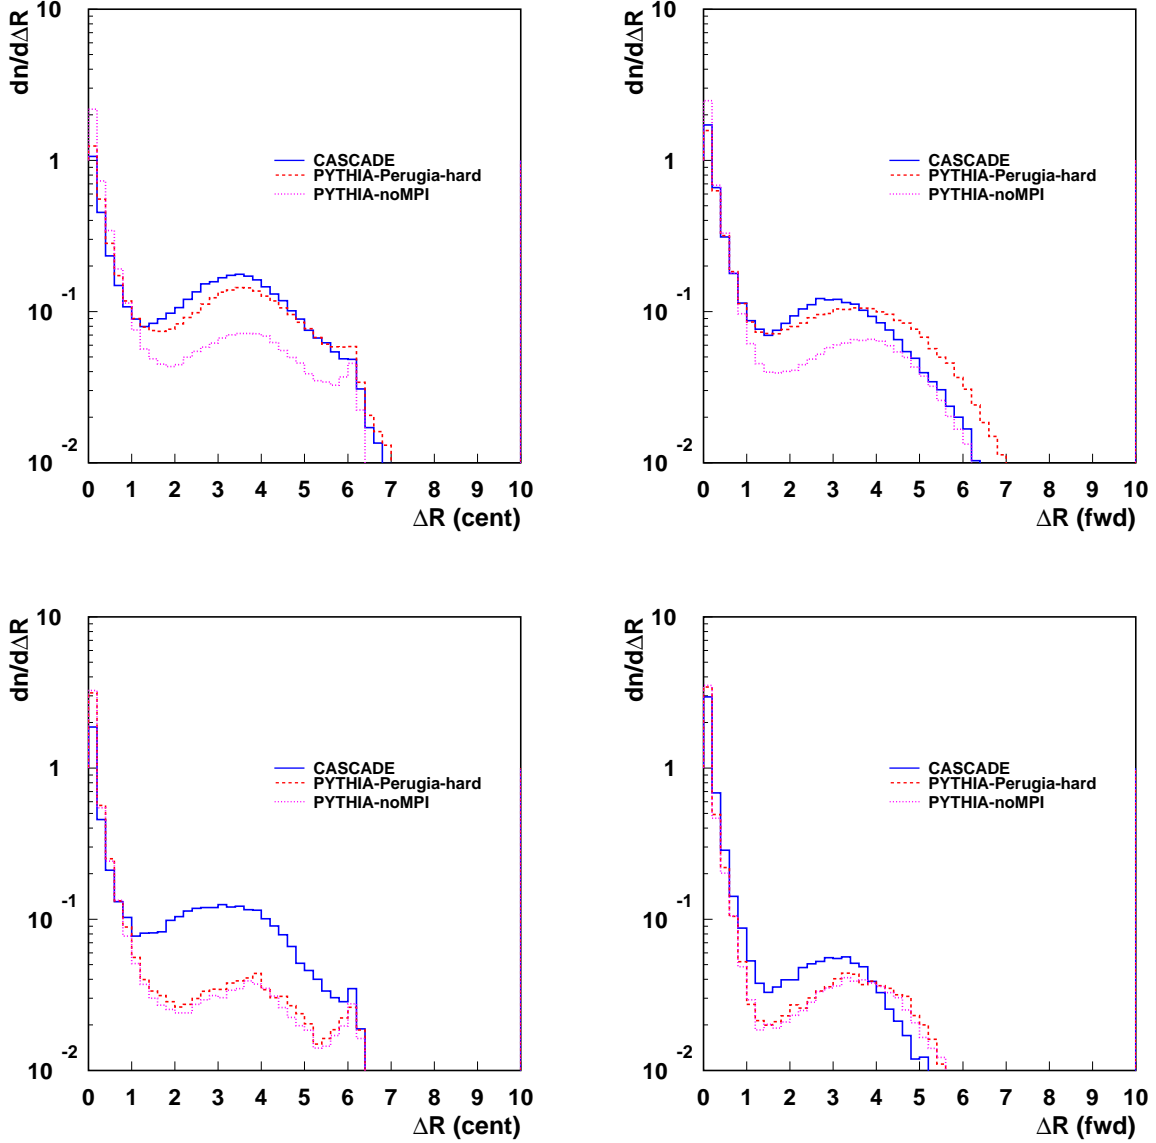 dn/dΔR
10
1
10 -1
10 -2
CASCADE
PYTHIA-Perugia-hard
PYTHIA-noMPI
0 1 2 3 4 5 6 7 8 9 10
ΔR (cent)
dn/dΔR
10
1
10 -1
10 -2
CASCADE
PYTHIA-Perugia-hard
PYTHIA-noMPI
0 1 2 3 4 5 6 7 8 9 10
ΔR (fwd)
dn/dΔR
10
1
10 -1
10 -2
CASCADE
PYTHIA-Perugia-hard
PYTHIA-noMPI
0 1 2 3 4 5 6 7 8 9 10
ΔR (cent)
dn/dΔR
10
1
10 -1
10 -2
CASCADE
PYTHIA-Perugia-hard
PYTHIA-noMPI
0 1 2 3 4 5 6 7 8 9 10
ΔR (fwd)